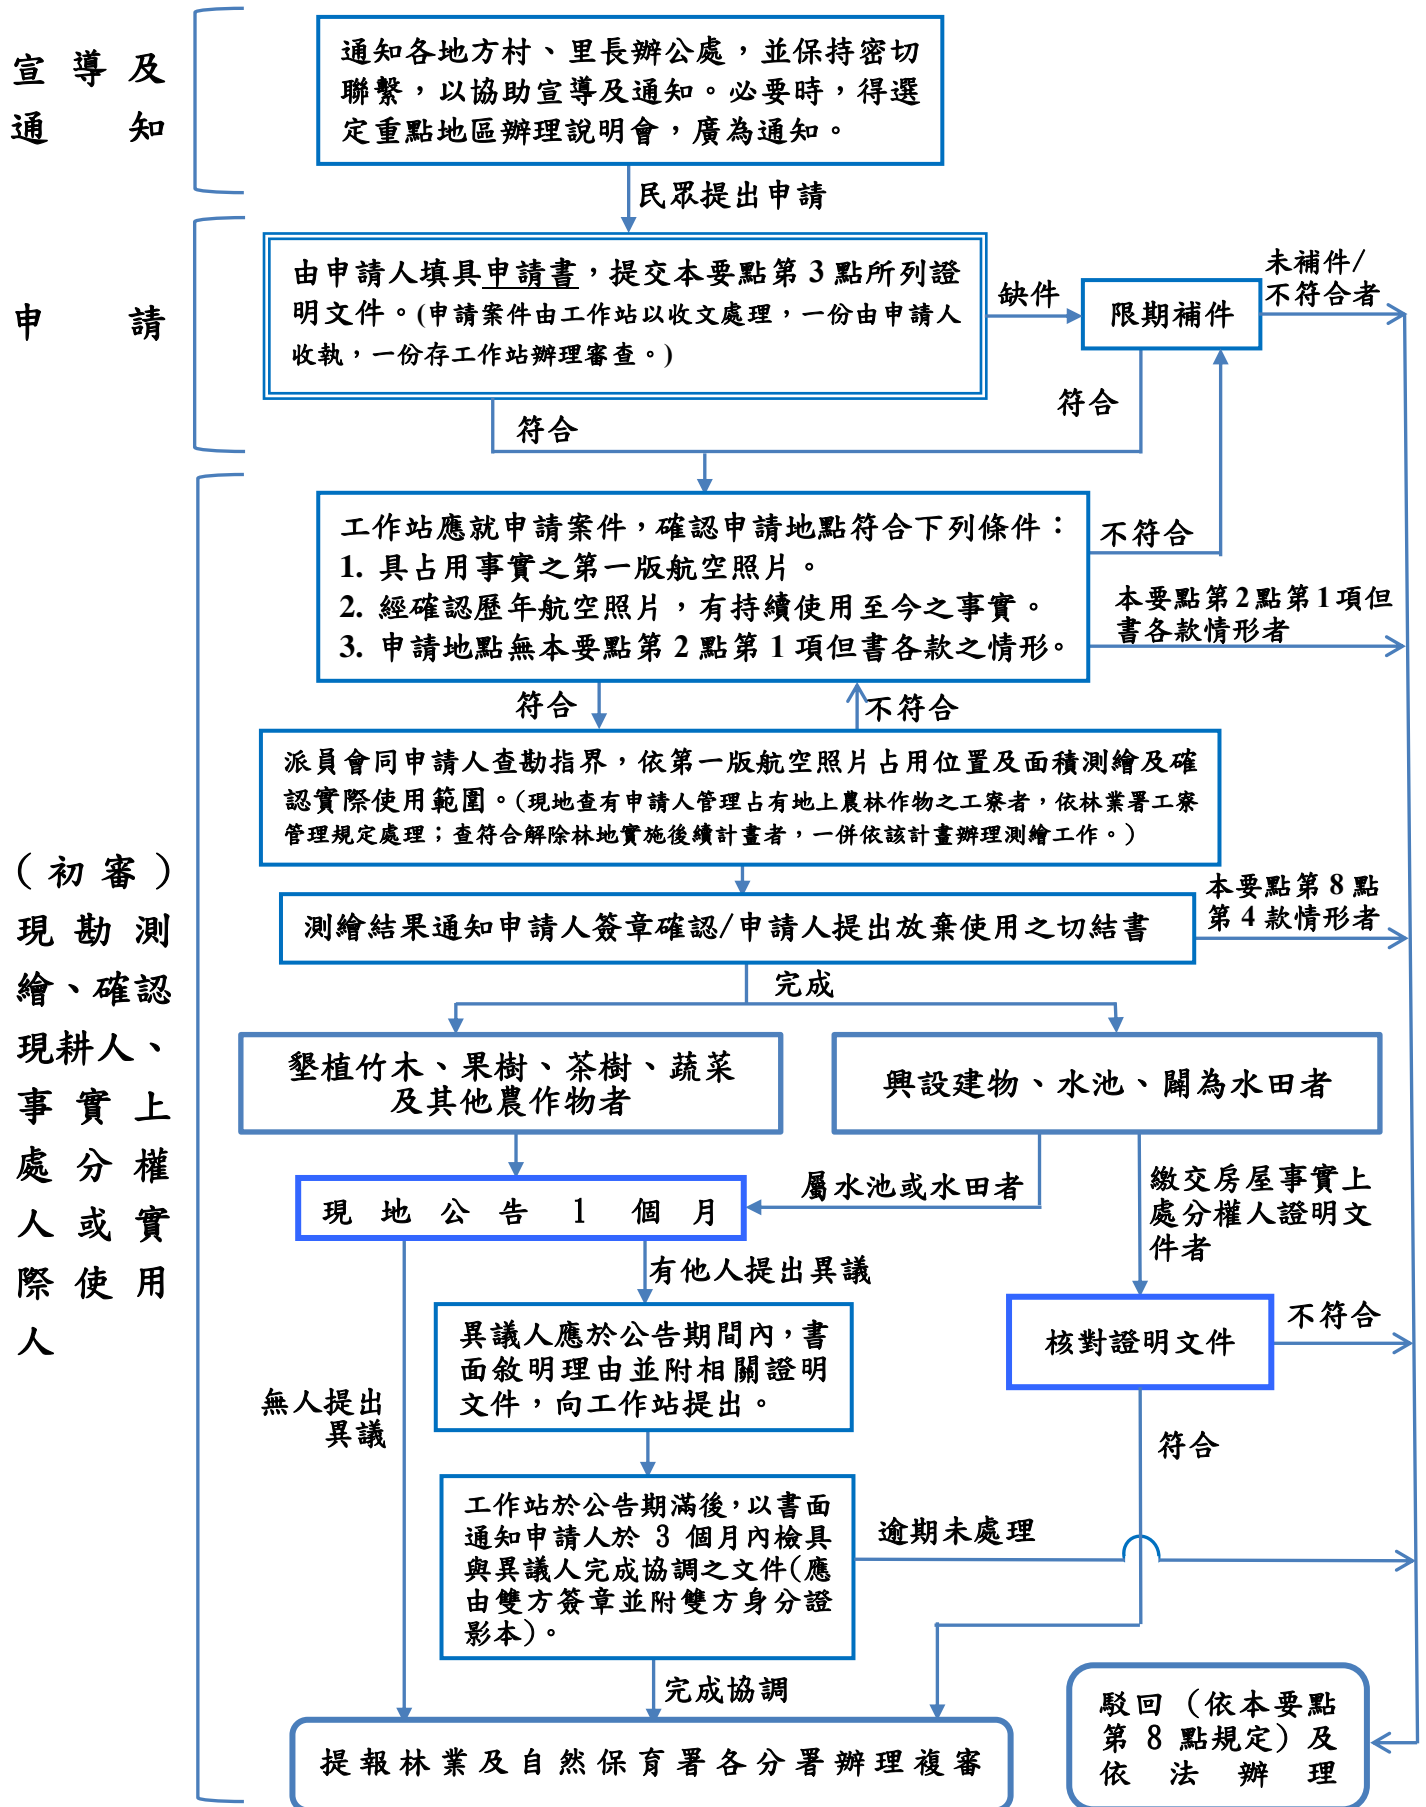 宣導及
通知
通知各地方村、里長辦公處，並保持密切
聯繫，以協助宣導及通知。必要時，得選
定重點地區辦理說明會，廣為通知。
民眾提出申請
申請
由申請人填具申請書，提交本要點第3點所列證
明文件。(申請案件由工作站以收文處理，一份由申請人
收執，一份存工作站辦理審查。)
缺件
限期補件
未補件/
不符合者
符合
符合
(初審)
現勘測
繪、確認
現耕人、
事實上
處分權
人或實
際使用
人
工作站應就申請案件，確認申請地點符合下列條件：
1. 具占用事實之第一版航空照片。
2. 經確認歷年航空照片，有持續使用至今之事實。
3. 申請地點無本要點第2點第1項但書各款之情形。
不符合
本要點第2點第1項但
書各款情形者
符合
不符合
派員會同申請人查勘指界，依第一版航空照片占用位置及面積測繪及確
認實際使用範圍。(現地查有申請人管理占有地上農林作物之工寮者，依林業署工寮
管理規定處理；查符合解除林地實施後續計畫者，一併依該計畫辦理測繪工作。)
測繪結果通知申請人簽章確認/申請人提出放棄使用之切結書
本要點第8點
第4款情形者
完成
墾植竹木、果樹、茶樹、蔬菜
及其他農作物者
興設建物、水池、闢為水田者
現地公告1個月
屬水池或水田者
繳交房屋事實上
處分權人證明文
件者
有他人提出異議
無人提出
異議
異議人應於公告期間內，書
面敘明理由並附相關證明
文件，向工作站提出。
核對證明文件
不符合
符合
工作站於公告期滿後，以書面
通知申請人於3個月內檢具
與異議人完成協調之文件(應
由雙方簽章並附雙方身分證
影本)。
逾期未處理
完成協調
提報林業及自然保育署各分署辦理複審
駁回(依本要點
第8點規定)及
依法辦理